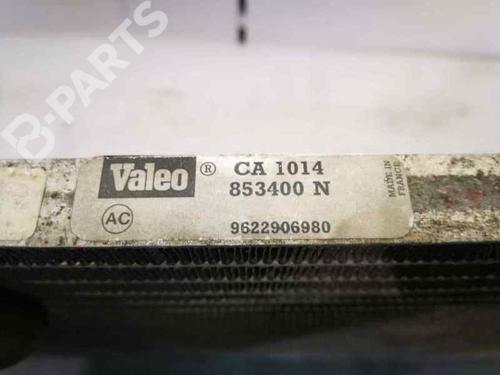 B-PARTS
Valeo ® CA 1014
853400 N
AC 9622906980
MADE IN
FRANCE